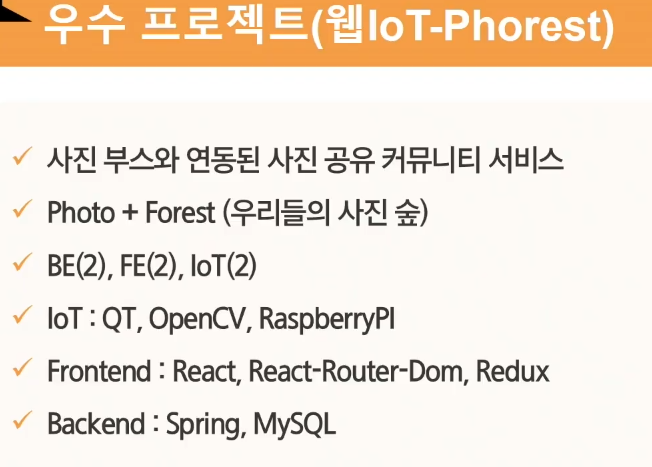 우수 프로젝트(웹IoT-Phorest)
✓ 사진 부스와 연동된 사진 공유 커뮤니티 서비스
✓ Photo + Forest (우리들의 사진 숲)
✓ BE(2), FE(2), IoT(2)
✓ IoT : QT, OpenCV, RaspberryPI
✓ Frontend : React, React-Router-Dom, Redux
✓ Backend : Spring, MySQL